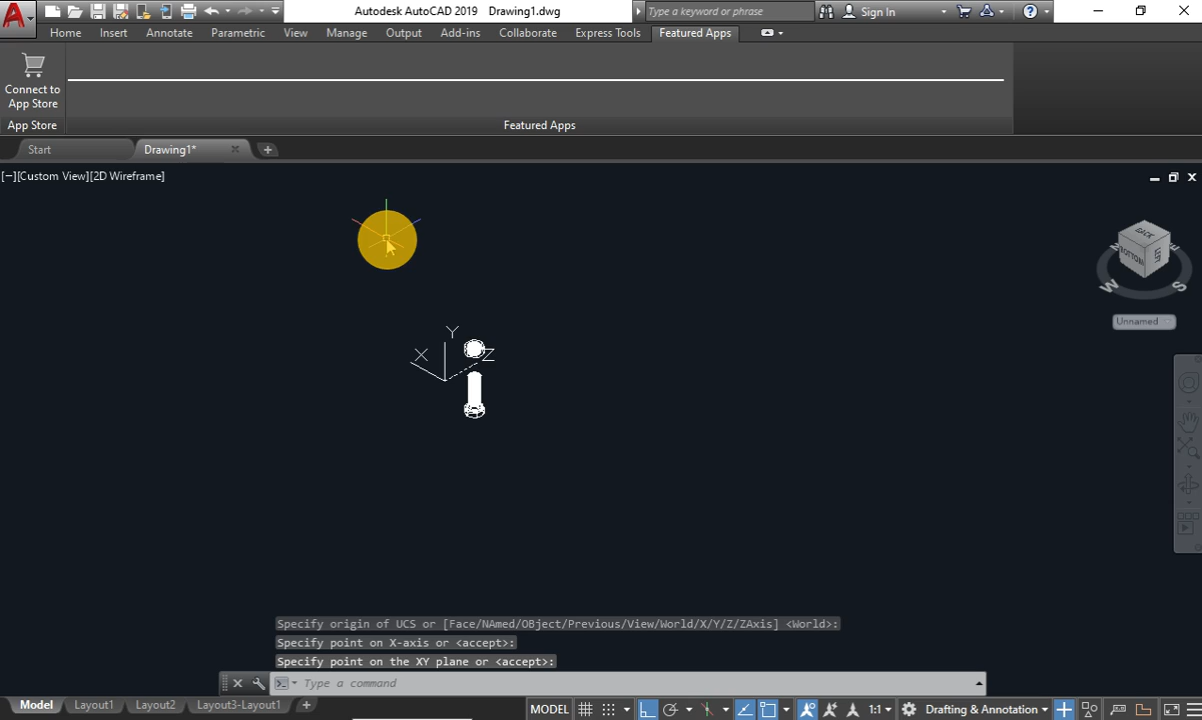 Autodesk AutoCAD 2019 Drawing1.dwg
Type a keyword or phrase
Sign In
Home Insert Annotate Parametric View Manage Output Add-ins Collaborate Express Tools Featured Apps
Connect to
App Store
App Store
Featured Apps
Start
Drawing1*
[−][Custom View][2D Wireframe]
BACK
BOTTOM
W
S
Unnamed
Y
X
Z
Specify origin of UCS or [Face/NAmed/OBject/Previous/View/World/X/Y/Z/ZAxis] <World>:
Specify point on X-axis or <accept>:
Specify point on the XY plane or <accept>:
Type a command
Model Layout1 Layout2 Layout3-Layout1
MODEL
1:1
Drafting & Annotation